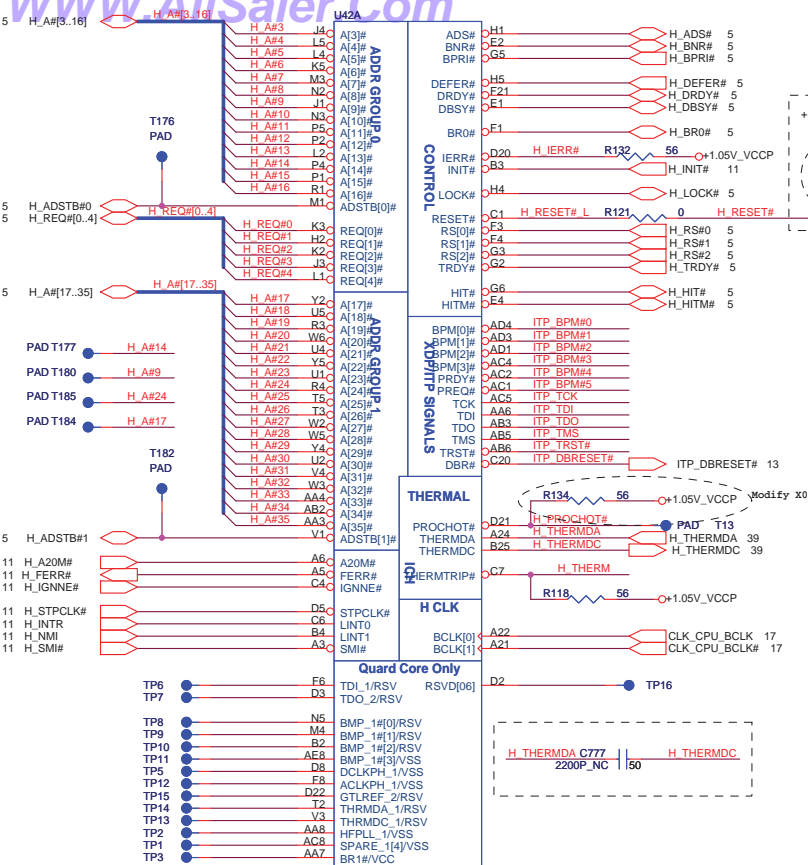 www.AliSaler.Com
U42A
5 H_A#[3..16] H_A#[3..16]
H_A#3 J4 A[3]# ADS# H1 H_ADS# 5
H_A#4 L5 A[4]# BNR# E2 H_BNR# 5
H_A#5 L4 A[5]# BPRI# G5 H_BPRI# 5
H_A#6 K5 A[6]#
H_A#7 M3 A[7]# DEFER# H5 H_DEFER# 5
H_A#8 N2 A[8]# DRDY# F21 H_DRDY# 5
H_A#9 J1 A[9]# DBSY# E1 H_DBSY# 5
H_A#10 N3 A[10]#
H_A#11 P5 A[11]# BR0# F1 H_BR0# 5
H_A#12 P2 A[12]#
H_A#13 L2 A[13]# IERR# D20 H_IERR# R132 56 +1.05V_VCCP
H_A#14 P4 A[14]# INIT# B3 H_INIT# 11
H_A#15 P1 A[15]#
H_A#16 R1 A[16]# LOCK# H4 H_LOCK# 5
ADDR GROUP 0
CONTROL
T176
PAD
5 H_ADSTB#0 M1 ADSTB[0]#
5 H_REQ#[0..4] H_REQ#[0..4]
RESET# C1 H_RESET#_L R121 0 H_RESET#
H_REQ#0 K3 REQ[0]# RS[0]# F3 H_RS#0 5
H_REQ#1 H2 REQ[1]# RS[1]# F4 H_RS#1 5
H_REQ#2 K2 REQ[2]# RS[2]# G3 H_RS#2 5
H_REQ#3 J3 REQ[3]# TRDY# G2 H_TRDY# 5
H_REQ#4 L1 REQ[4]#
5 H_A#[17..35] H_A#[17..35]
HIT# G6 H_HIT# 5
HITM# E4 H_HITM# 5
H_A#17 Y2 A[17]#
H_A#18 U5 A[18]#
H_A#19 R3 A[19]# BPM[0]# AD4 ITP_BPM#0
H_A#20 W6 A[20]# BPM[1]# AD3 ITP_BPM#1
H_A#21 U4 A[21]# BPM[2]# AD1 ITP_BPM#2
H_A#22 Y5 A[22]# BPM[3]# AC4 ITP_BPM#3
H_A#23 U1 A[23]# PRDY# AC2 ITP_BPM#4
H_A#24 R4 A[24]# PREQ# AC1 ITP_BPM#5
H_A#25 T5 A[25]# TCK AC5 ITP_TCK
H_A#26 T3 A[26]# TDI AA6 ITP_TDI
H_A#27 W2 A[27]# TDO AB3 ITP_TDO
H_A#28 W5 A[28]# TMS AB5 ITP_TMS
H_A#29 Y4 A[29]# TRST# AB6 ITP_TRST#
H_A#30 U2 A[30]# DBR# C20 ITP_DBRESET# ITP_DBRESET# 13
H_A#31 V4 A[31]#
H_A#32 W3 A[32]#
H_A#33 AA4 A[33]#
H_A#34 AB2 A[34]#
H_A#35 AA3 A[35]#
ADDR GROUP 1
XDP/ITP SIGNALS
PAD T177 H_A#14
PAD T180 H_A#9
PAD T185 H_A#24
PAD T184 H_A#17
T182
PAD
5 H_ADSTB#1 V1 ADSTB[1]#
THERMAL
R134 56 +1.05V_VCCP Modify X0
PROCHOT# D21 H_PROCHOT# PAD T13
THERMDA A24 H_THERMDA H_THERMDA 39
THERMDC B25 H_THERMDC H_THERMDC 39
THERMTRIP# C7 H_THERM
R118 56 +1.05V_VCCP
ICH
11 H_A20M# A6 A20M#
11 H_FERR# A5 FERR#
11 H_IGNNE# C4 IGNNE#
11 H_STPCLK# D5 STPCLK#
11 H_INTR C6 LINT0
11 H_NMI B4 LINT1
11 H_SMI# A3 SMI#
H CLK
BCLK[0] A22 CLK_CPU_BCLK 17
BCLK[1] A21 CLK_CPU_BCLK# 17
Quard Core Only
TP6 F6 TDI_1/RSV RSVD[06] D2 TP16
TP7 D3 TDO_2/RSV
TP8 N5 BMP_1#[0]/RSV
TP9 M4 BMP_1#[1]/RSV
TP10 B2 BMP_1#[2]/RSV
TP11 AE8 BMP_1#[3]/VSS
TP5 D8 DCLKPH_1/VSS
TP12 F8 ACLKPH_1/VSS
TP15 D22 GTLREF_2/RSV
TP14 T2 THRMDA_1/RSV
TP13 V3 THRMDC_1/RSV
TP2 AA8 HFPLL_1/VSS
TP1 AC8 SPARE_1[4]/VSS
TP3 AA7 BR1#/VCC
H_THERMDA C777 H_THERMDC
2200P_NC 50
+